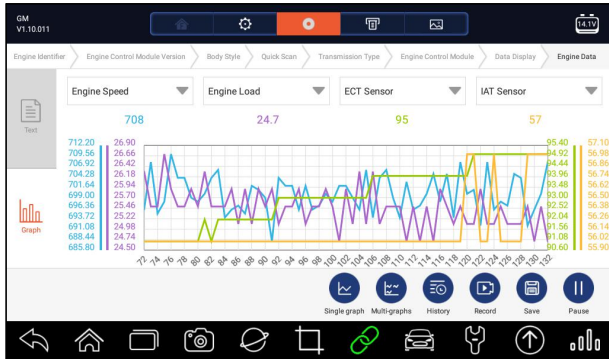 GM
V1.10.011
14.1V
Engine Identifier
Engine Control Module Version
Body Style
Quick Scan
Transmission Type
Engine Control Module
Data Display
Engine Data
Text
Graph
Engine Speed
Engine Load
ECT Sensor
IAT Sensor
708
24.7
95
57
712.20 26.90 95.40 57.10
709.56 26.66 94.92 56.98
706.92 26.42 94.44 56.86
704.28 26.18 93.96 56.74
701.64 25.94 93.48 56.62
699.00 25.70 93.00 56.50
696.36 25.46 92.52 56.38
693.72 25.22 92.04 56.26
691.08 24.98 91.56 56.14
688.44 24.74 91.08 56.02
685.80 24.50 90.60 55.90
72 74 76 78 80 82 84 86 88 90 92 94 96 98 100 102 104 106 108 110 112 114 116 118 120 122 124 126 128 130 132
Single graph
Multi-graphs
History
Record
Save
Pause